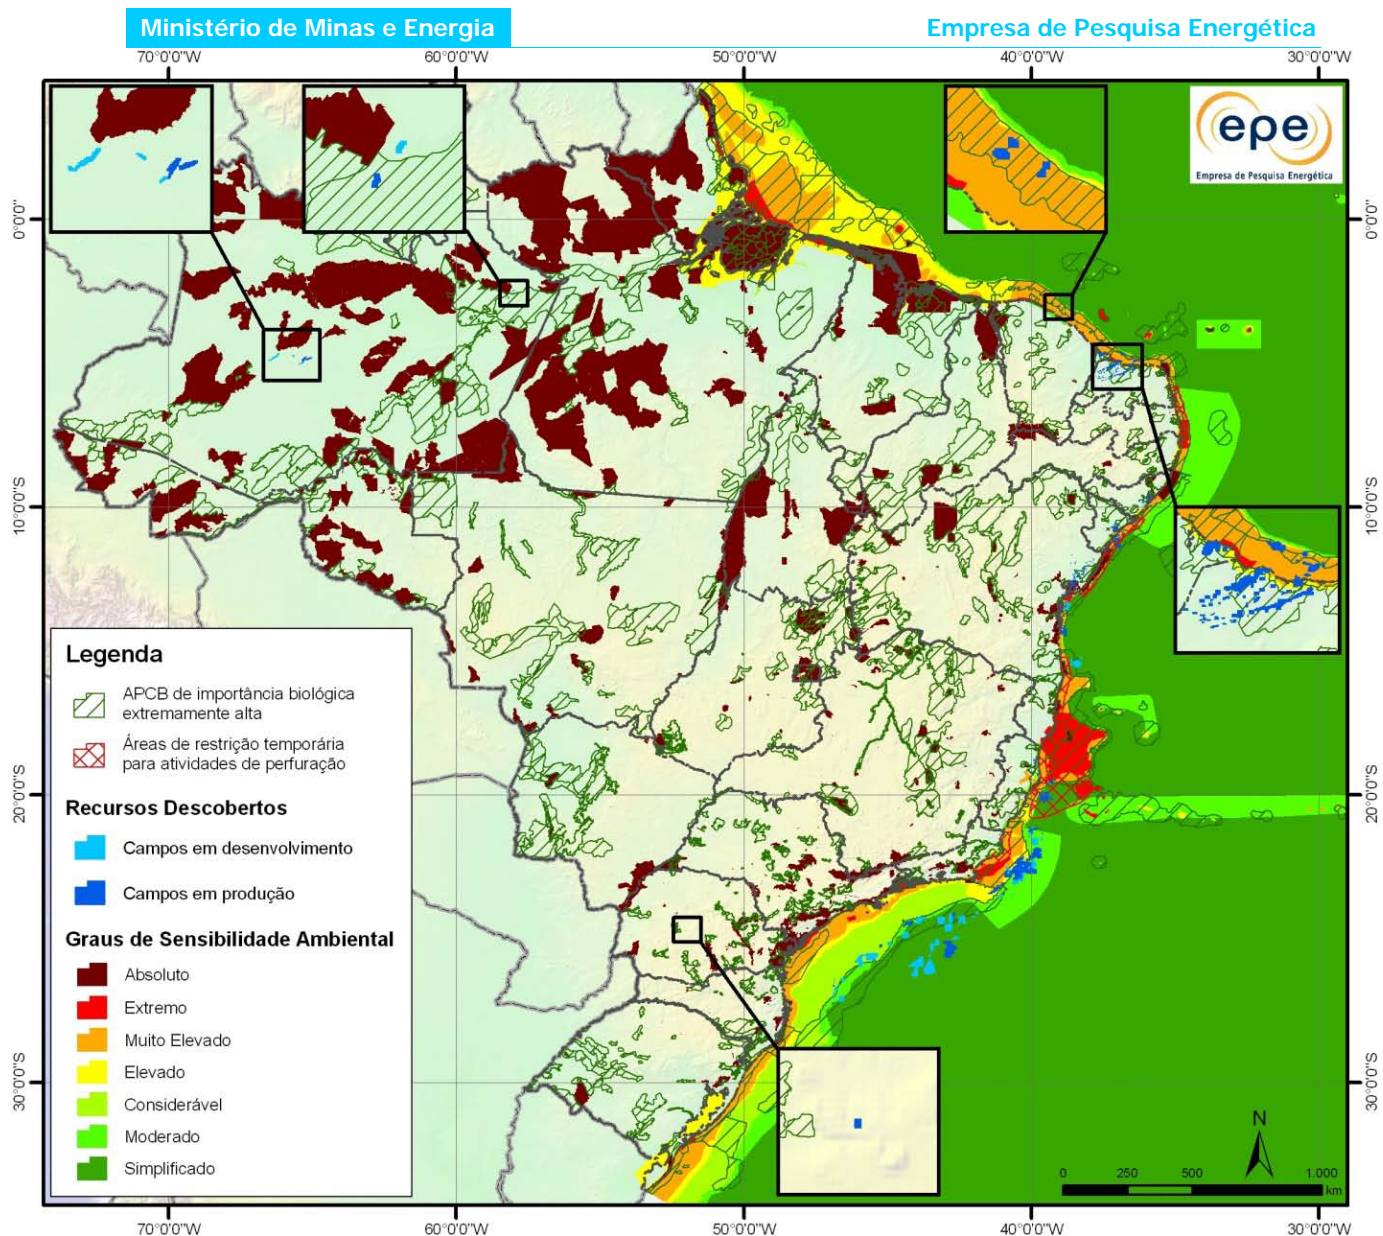 Ministério de Minas e Energia
Empresa de Pesquisa Energética
70°0'0"W 60°0'0"W 50°0'0"W 40°0'0"W 30°0'0"W
epe
Empresa de Pesquisa Energética
0°0'0" 0°0'0"
10°0'0"S 10°0'0"S
20°0'0"S 20°0'0"S
30°0'0"S 30°0'0"S
Legenda
APCB de importância biológica
extremamente alta
Áreas de restrição temporária
para atividades de perfuração
Recursos Descobertos
Campos em desenvolvimento
Campos em produção
Graus de Sensibilidade Ambiental
Absoluto
Extremo
Muito Elevado
Elevado
Considerável
Moderado
Simplificado
N
0 250 500 1.000
km
70°0'0"W 60°0'0"W 50°0'0"W 40°0'0"W 30°0'0"W